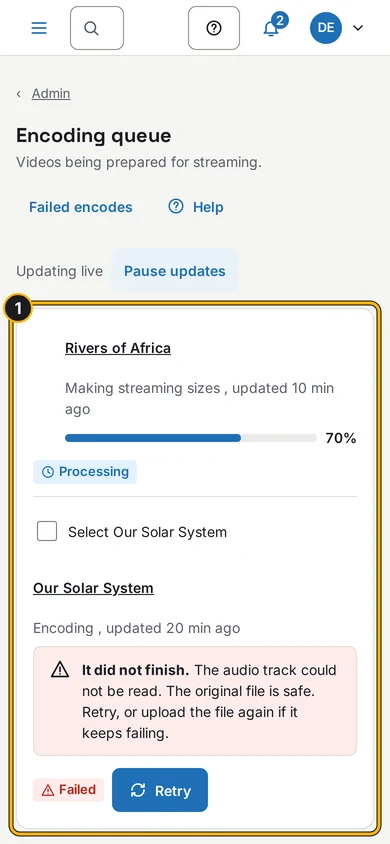 2
DE
‹ Admin
Encoding queue
Videos being prepared for streaming.
Failed encodes
Help
Updating live
Pause updates
1
Rivers of Africa
Making streaming sizes , updated 10 min
ago
70%
Processing
Select Our Solar System
Our Solar System
Encoding , updated 20 min ago
It did not finish. The audio track could
not be read. The original file is safe.
Retry, or upload the file again if it
keeps failing.
Failed
Retry